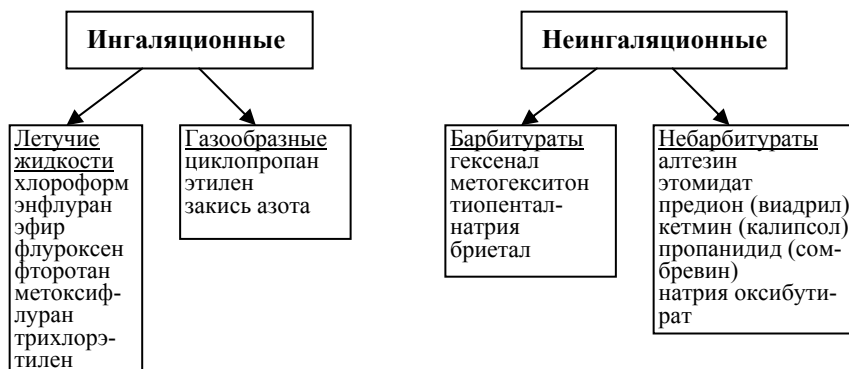 Ингаляционные
Неингаляционные
Летучие
жидкости
хлороформ
энфлуран
эфир
флуроксен
фторотан
метоксиф-
луран
трихлорэ-
тилен
Газообразные
циклопропан
этилен
закись азота
Барбитураты
гексенал
метогекситон
тиопентал-
натрия
бриетал
Небарбитураты
алтезин
этомидат
предион (виадрил)
кетмин (калипсол)
пропанидид (сом-
бревин)
натрия оксибути-
рат